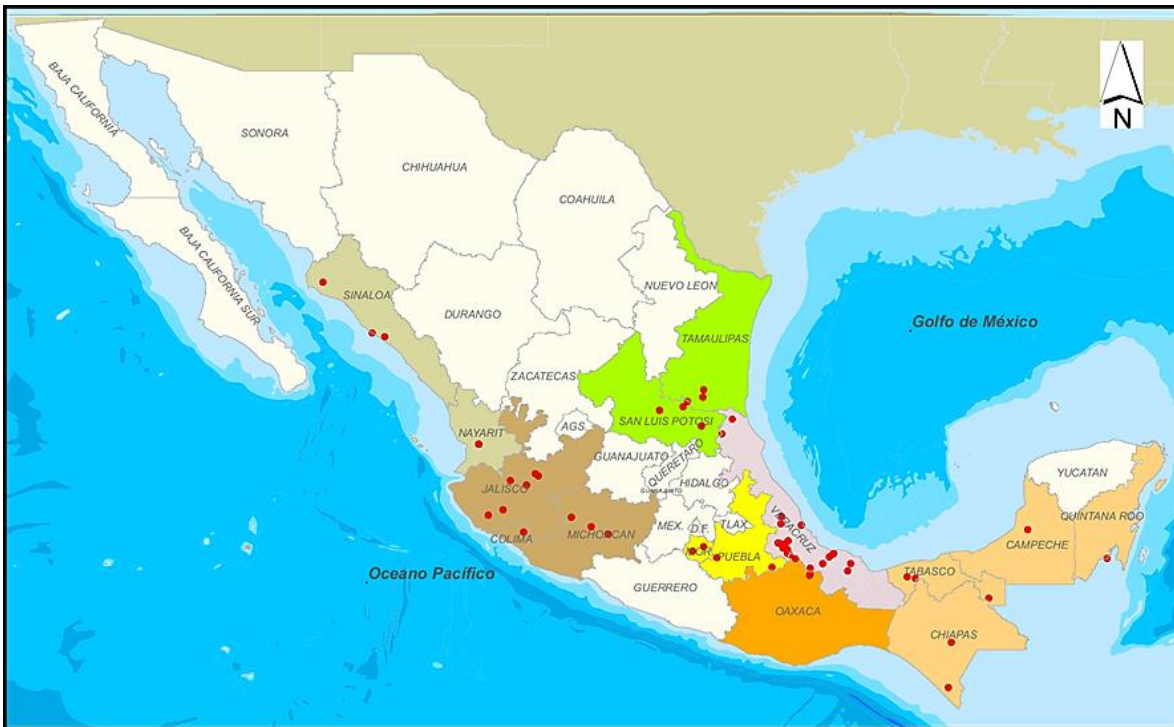 N
BAJA CALIFORNIA
SONORA
CHIHUAHUA
COAHUILA
BAJA CALIFORNIA SUR
SINALOA
NUEVO LEON
DURANGO
Golfo de México
TAMAULIPAS
ZACATECAS
SAN LUIS POTOSI
AGS.
NAYARIT
GUANAJUATO
QUERETARO
HIDALGO
YUCATAN
JALISCO
QUINTANA ROO
VERACRUZ
MEX.
D.F.
TLAX.
COLIMA
MICHOACAN
CAMPECHE
MOR.
PUEBLA
Oceano Pacífico
TABASCO
GUERRERO
OAXACA
CHIAPAS